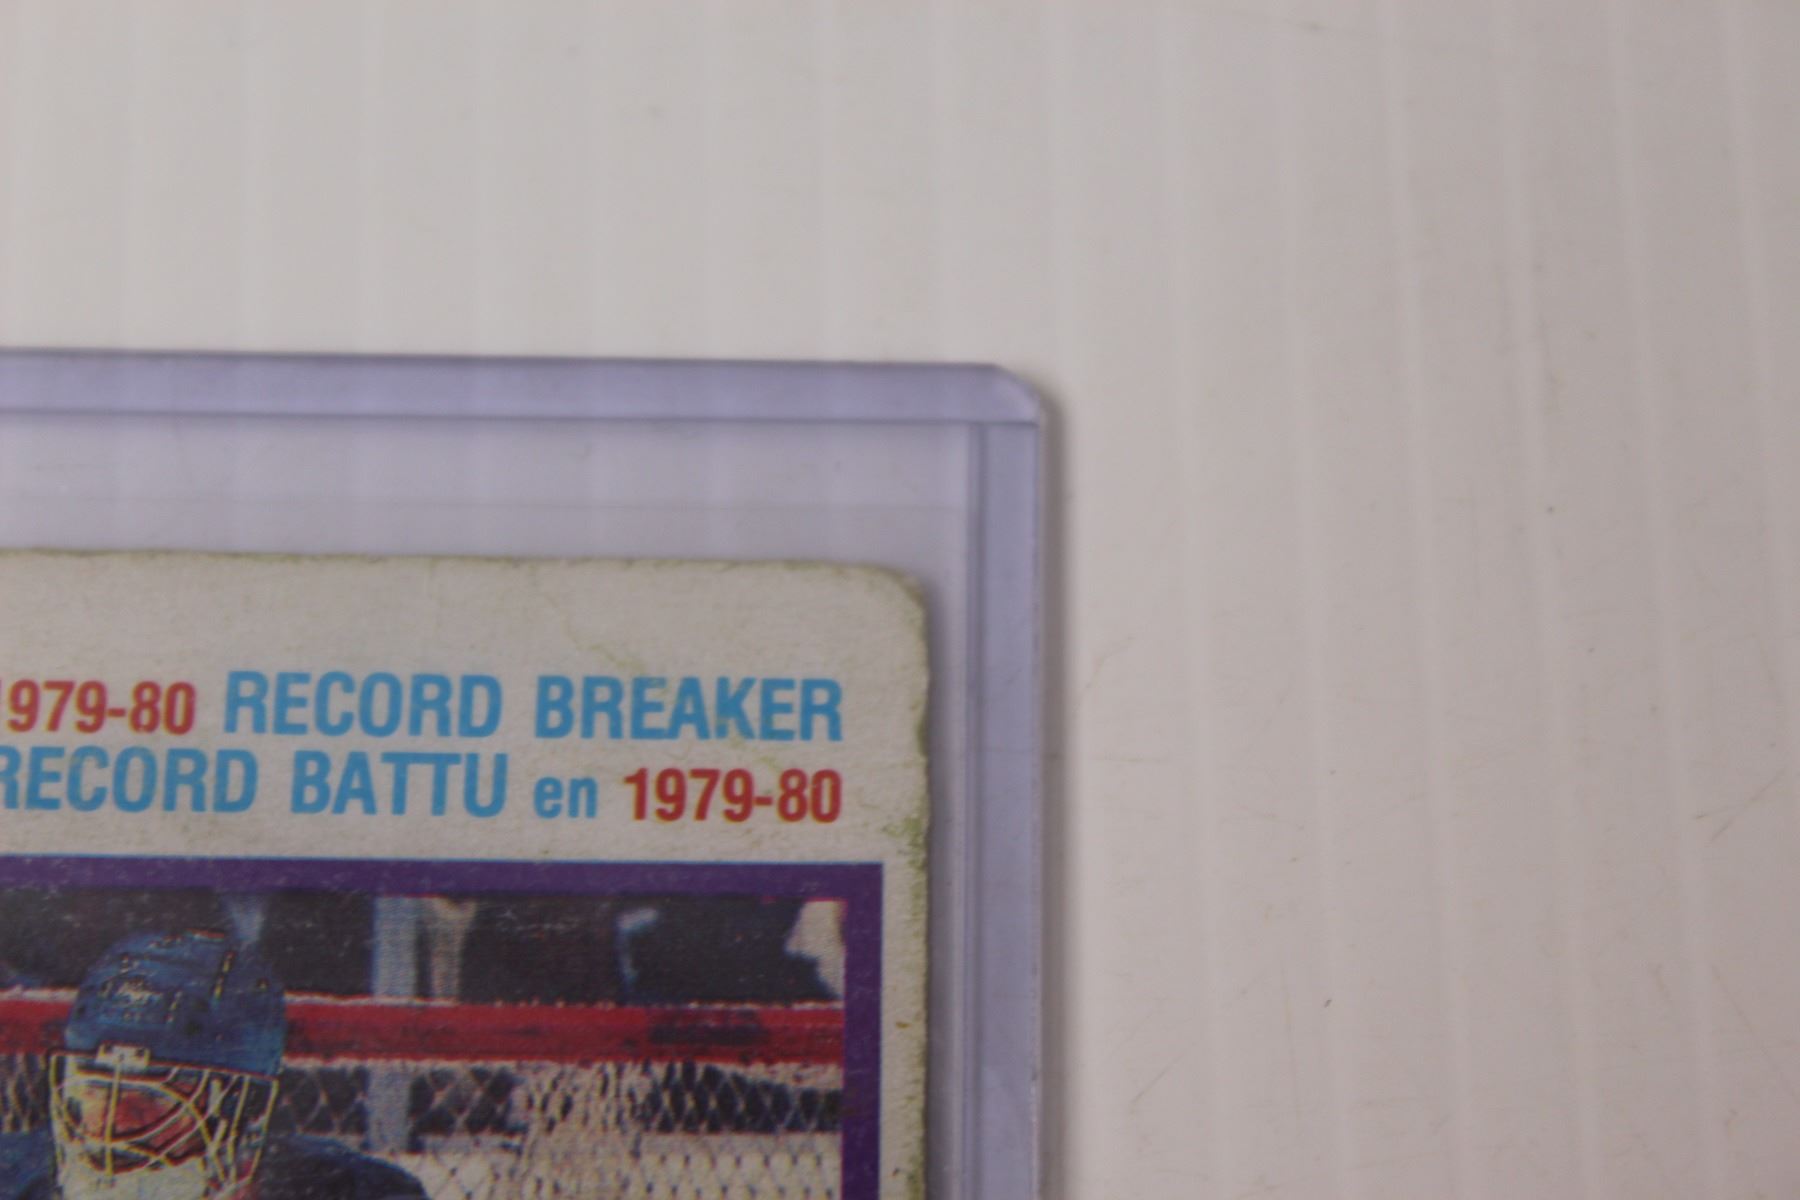 1979-80 RECORD BREAKER
RECORD BATTU en 1979-80